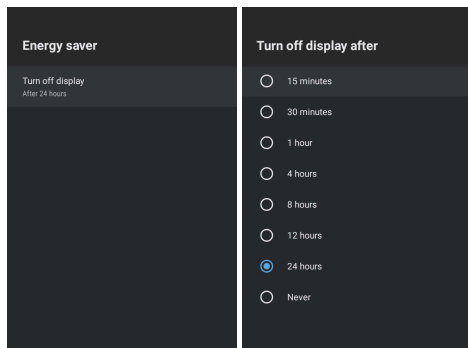 Energy saver
Turn off display
After 24 hours
Turn off display after
15 minutes
30 minutes
1 hour
4 hours
8 hours
12 hours
24 hours
Never